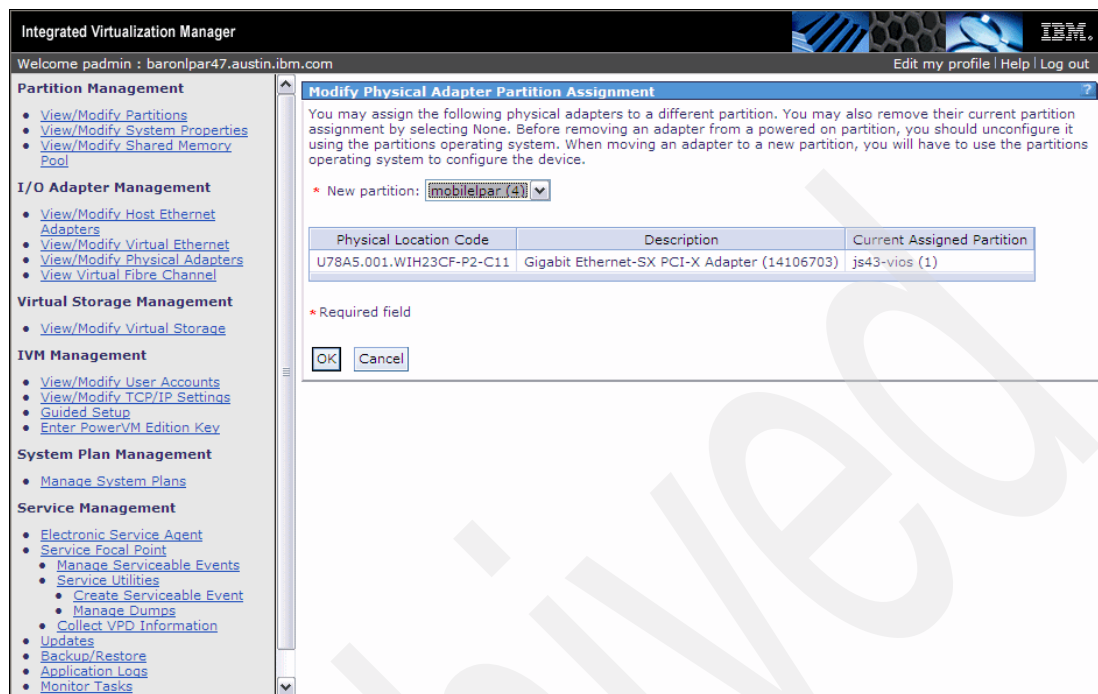 Integrated Virtualization Manager
IBM.
Welcome padmin : baronlpar47.austin.ibm.com
Edit my profile | Help | Log out
Partition Management
View/Modify Partitions
View/Modify System Properties
View/Modify Shared Memory
Pool
I/O Adapter Management
View/Modify Host Ethernet
Adapters
View/Modify Virtual Ethernet
View/Modify Physical Adapters
View Virtual Fibre Channel
Virtual Storage Management
View/Modify Virtual Storage
IVM Management
View/Modify User Accounts
View/Modify TCP/IP Settings
Guided Setup
Enter PowerVM Edition Key
System Plan Management
Manage System Plans
Service Management
Electronic Service Agent
Service Focal Point
Manage Serviceable Events
Service Utilities
Create Serviceable Event
Manage Dumps
Collect VPD Information
Updates
Backup/Restore
Application Logs
Monitor Tasks
Modify Physical Adapter Partition Assignment ?
You may assign the following physical adapters to a different partition. You may also remove their current partition
assignment by selecting None. Before removing an adapter from a powered on partition, you should unconfigure it
using the partitions operating system. When moving an adapter to a new partition, you will have to use the partitions
operating system to configure the device.
* New partition: mobilelpar (4)
Physical Location Code Description Current Assigned Partition
U78A5.001.WIH23CF-P2-C11 Gigabit Ethernet-SX PCI-X Adapter (14106703) js43-vios (1)
* Required field
OK Cancel